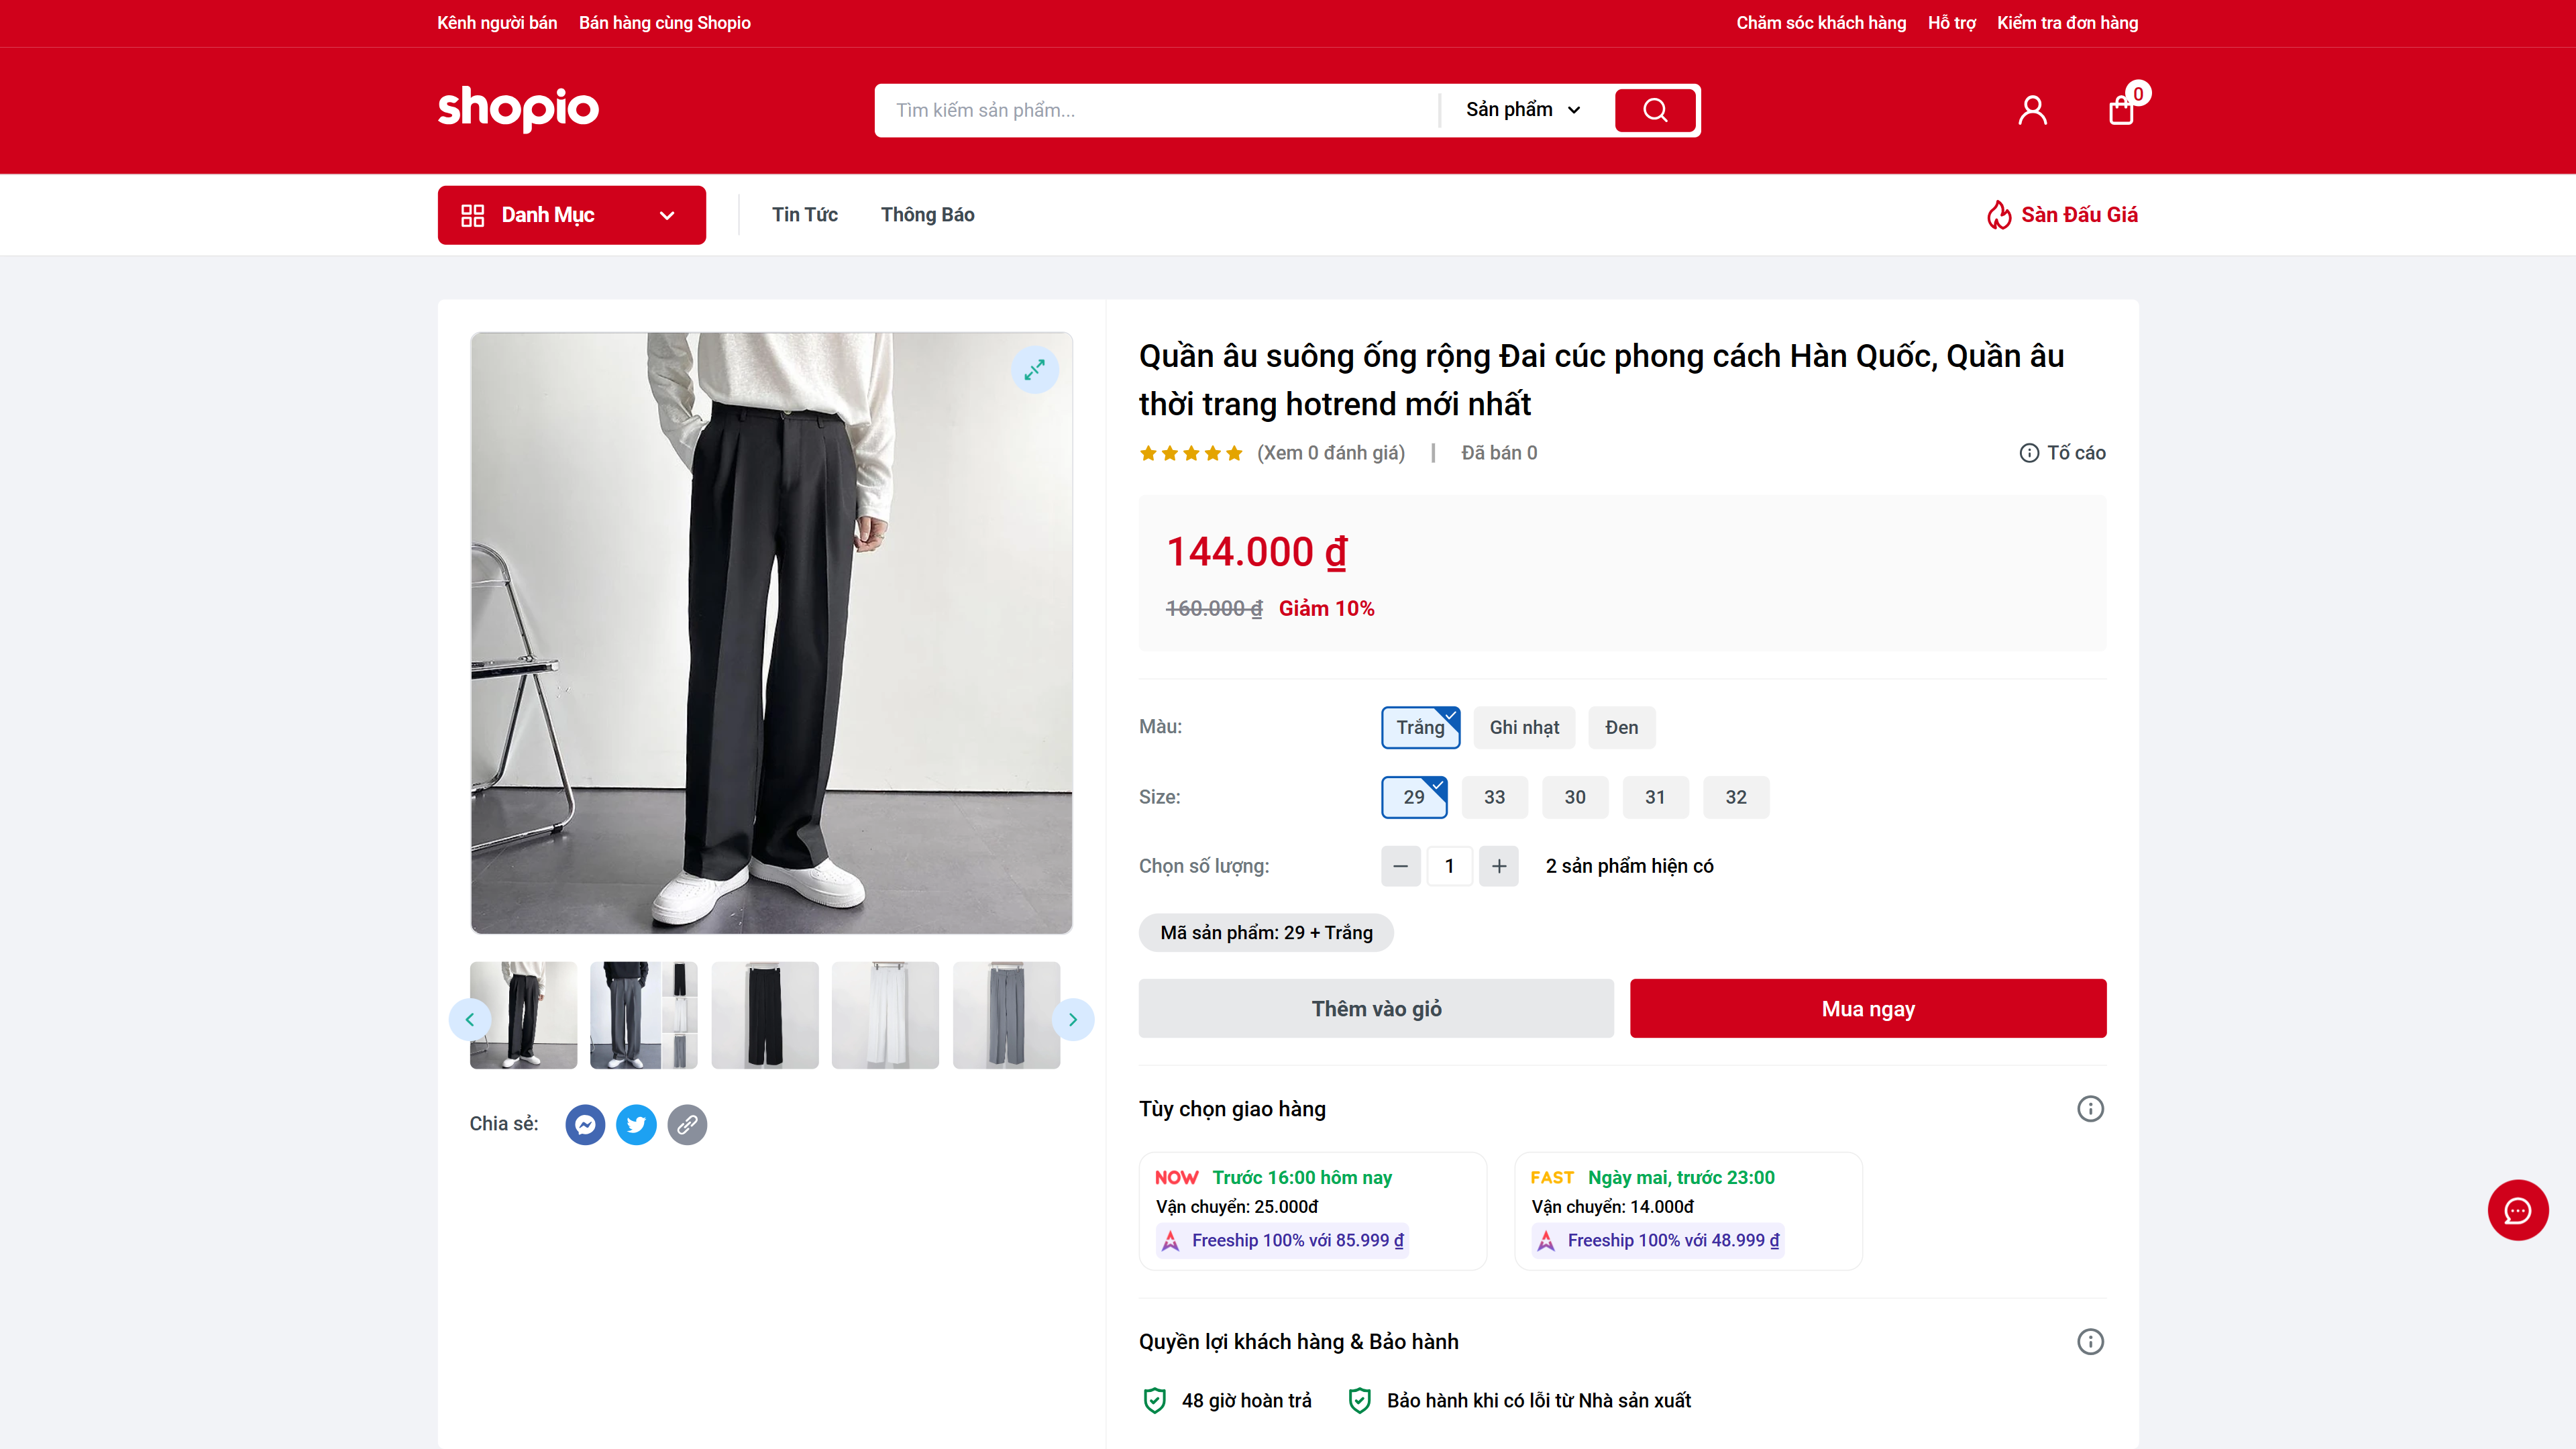 Kênh người bán Bán hàng cùng Shopio Chăm sóc khách hàng Hỗ trợ Kiểm tra đơn hàng
shopio Tìm kiếm sản phẩm... Sản phẩm 0
Danh Mục Tin Tức Thông Báo Sàn Đấu Giá
Quần âu suông ống rộng Đai cúc phong cách Hàn Quốc, Quần âu
thời trang hotrend mới nhất
(Xem 0 đánh giá) Đã bán 0 Tố cáo
144.000 ₫
160.000 ₫ Giảm 10%
Màu: Trắng Ghi nhạt Đen
Size: 29 33 30 31 32
Chọn số lượng: 1 2 sản phẩm hiện có
Mã sản phẩm: 29 + Trắng
Thêm vào giỏ Mua ngay
Chia sẻ:
Tùy chọn giao hàng
NOW Trước 16:00 hôm nay
Vận chuyển: 25.000đ
Freeship 100% với 85.999 ₫
FAST Ngày mai, trước 23:00
Vận chuyển: 14.000đ
Freeship 100% với 48.999 ₫
Quyền lợi khách hàng & Bảo hành
48 giờ hoàn trả Bảo hành khi có lỗi từ Nhà sản xuất